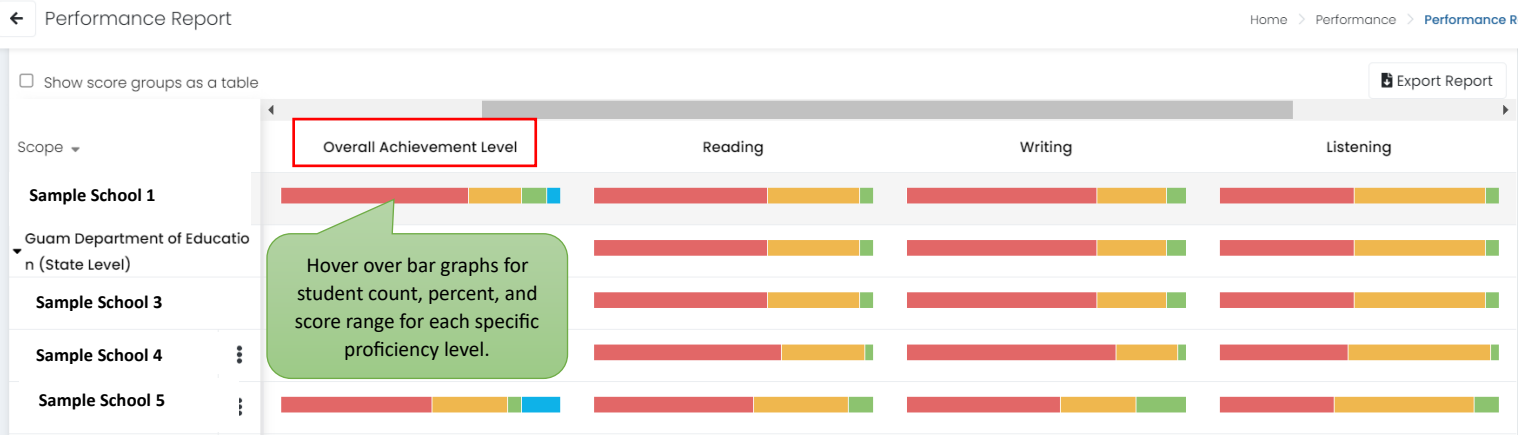 Performance Report
Home > Performance > Performance R
Show score groups as a table
Export Report
Scope
Overall Achievement Level
Reading
Writing
Listening
Sample School 1
Guam Department of Educatio
n (State Level)
Hover over bar graphs for
student count, percent, and
score range for each specific
proficiency level.
Sample School 3
Sample School 4
Sample School 5